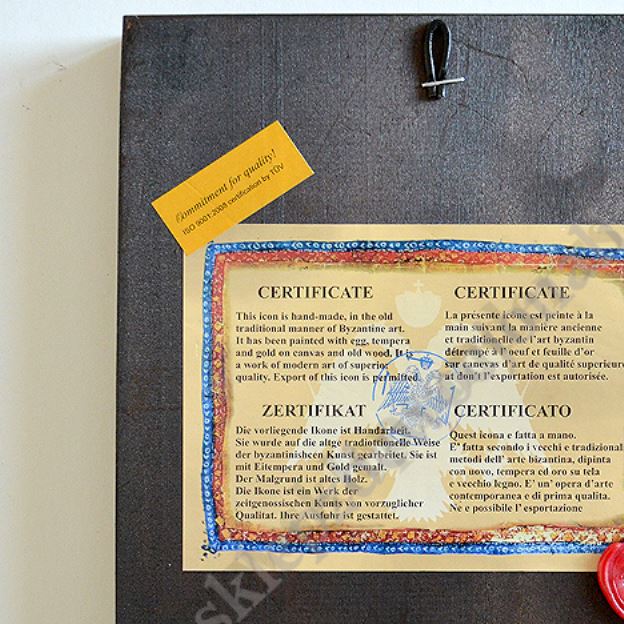 Commitment for quality!
ISO 9001:2008 certification by TÜV
CERTIFICATE
This icon is hand-made, in the old
traditional manner of Byzantine art.
It has been painted with egg, tempera
and gold on canvas and old wood. It is
a work of modern art of superior
quality. Export of this icon is permitted.
CERTIFICATE
La présente icône est peinte à la
main suivant la manière ancienne
et traditionelle de l'art byzantin
détrempé à l' oeuf et feuille d'or
sur canevas d'art de qualité superieure
at don't l'exportation est autorisée.
ZERTIFIKAT
Die vorliegende Ikone ist Handarbeit.
Sie wurde auf die altge tradiottionelle Weise
der byzantinishcen Kunst gearbeitet. Sie ist
mit Eitempera und Gold gemalt.
Der Malgrund ist altes Holz.
Die Ikone ist ein Werk der
zeitgenossischen Kunts von vorzuglicher
Qualitat. Ihre Ausfuhr ist gestattet.
CERTIFICATO
Quest icona e fatta a mano.
E' fatta secondo i vecchi e tradizional
metodi dell' arte bizantina, dipinta
con uovo, tempera ed oro su tela
e vecchio legno. E' un' opera d'arte
contemporanea e di prima qualita.
Ne e possibile l' esportazione